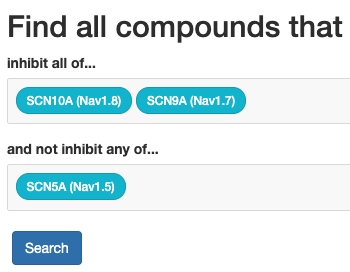 Find all compounds that
inhibit all of...
SCN10A (Nav1.8) SCN9A (Nav1.7)
and not inhibit any of...
SCN5A (Nav1.5)
Search